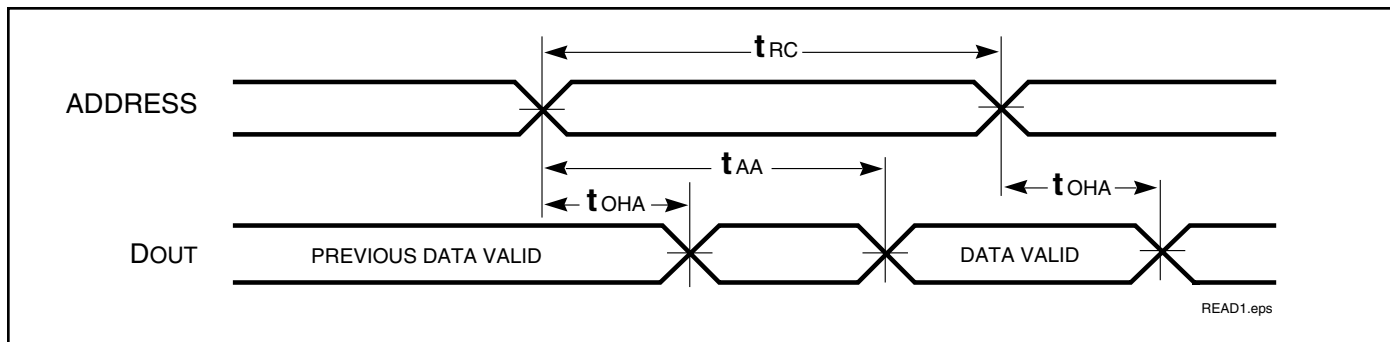 tRC
ADDRESS
tAA
tOHA
tOHA
DOUT
PREVIOUS DATA VALID
DATA VALID
READ1.eps